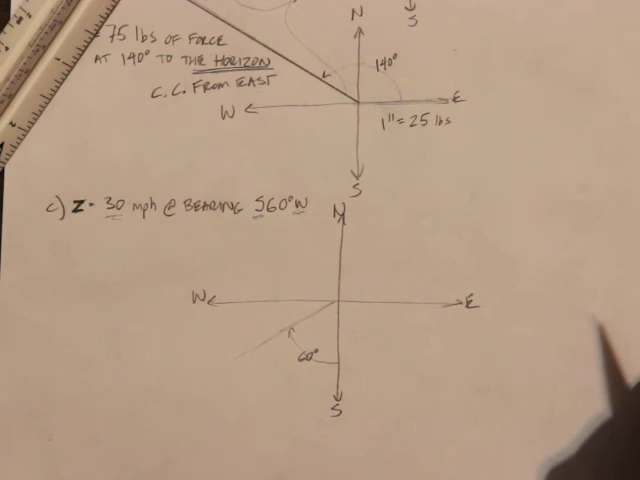 N
S
75 lbs OF FORCE
AT 140° TO THE HORIZON
C.C. FROM EAST
140°
W
E
1" = 25 lbs
S
c) Z - 30 mph @ BEARING S60°W
N
W
E
60°
S